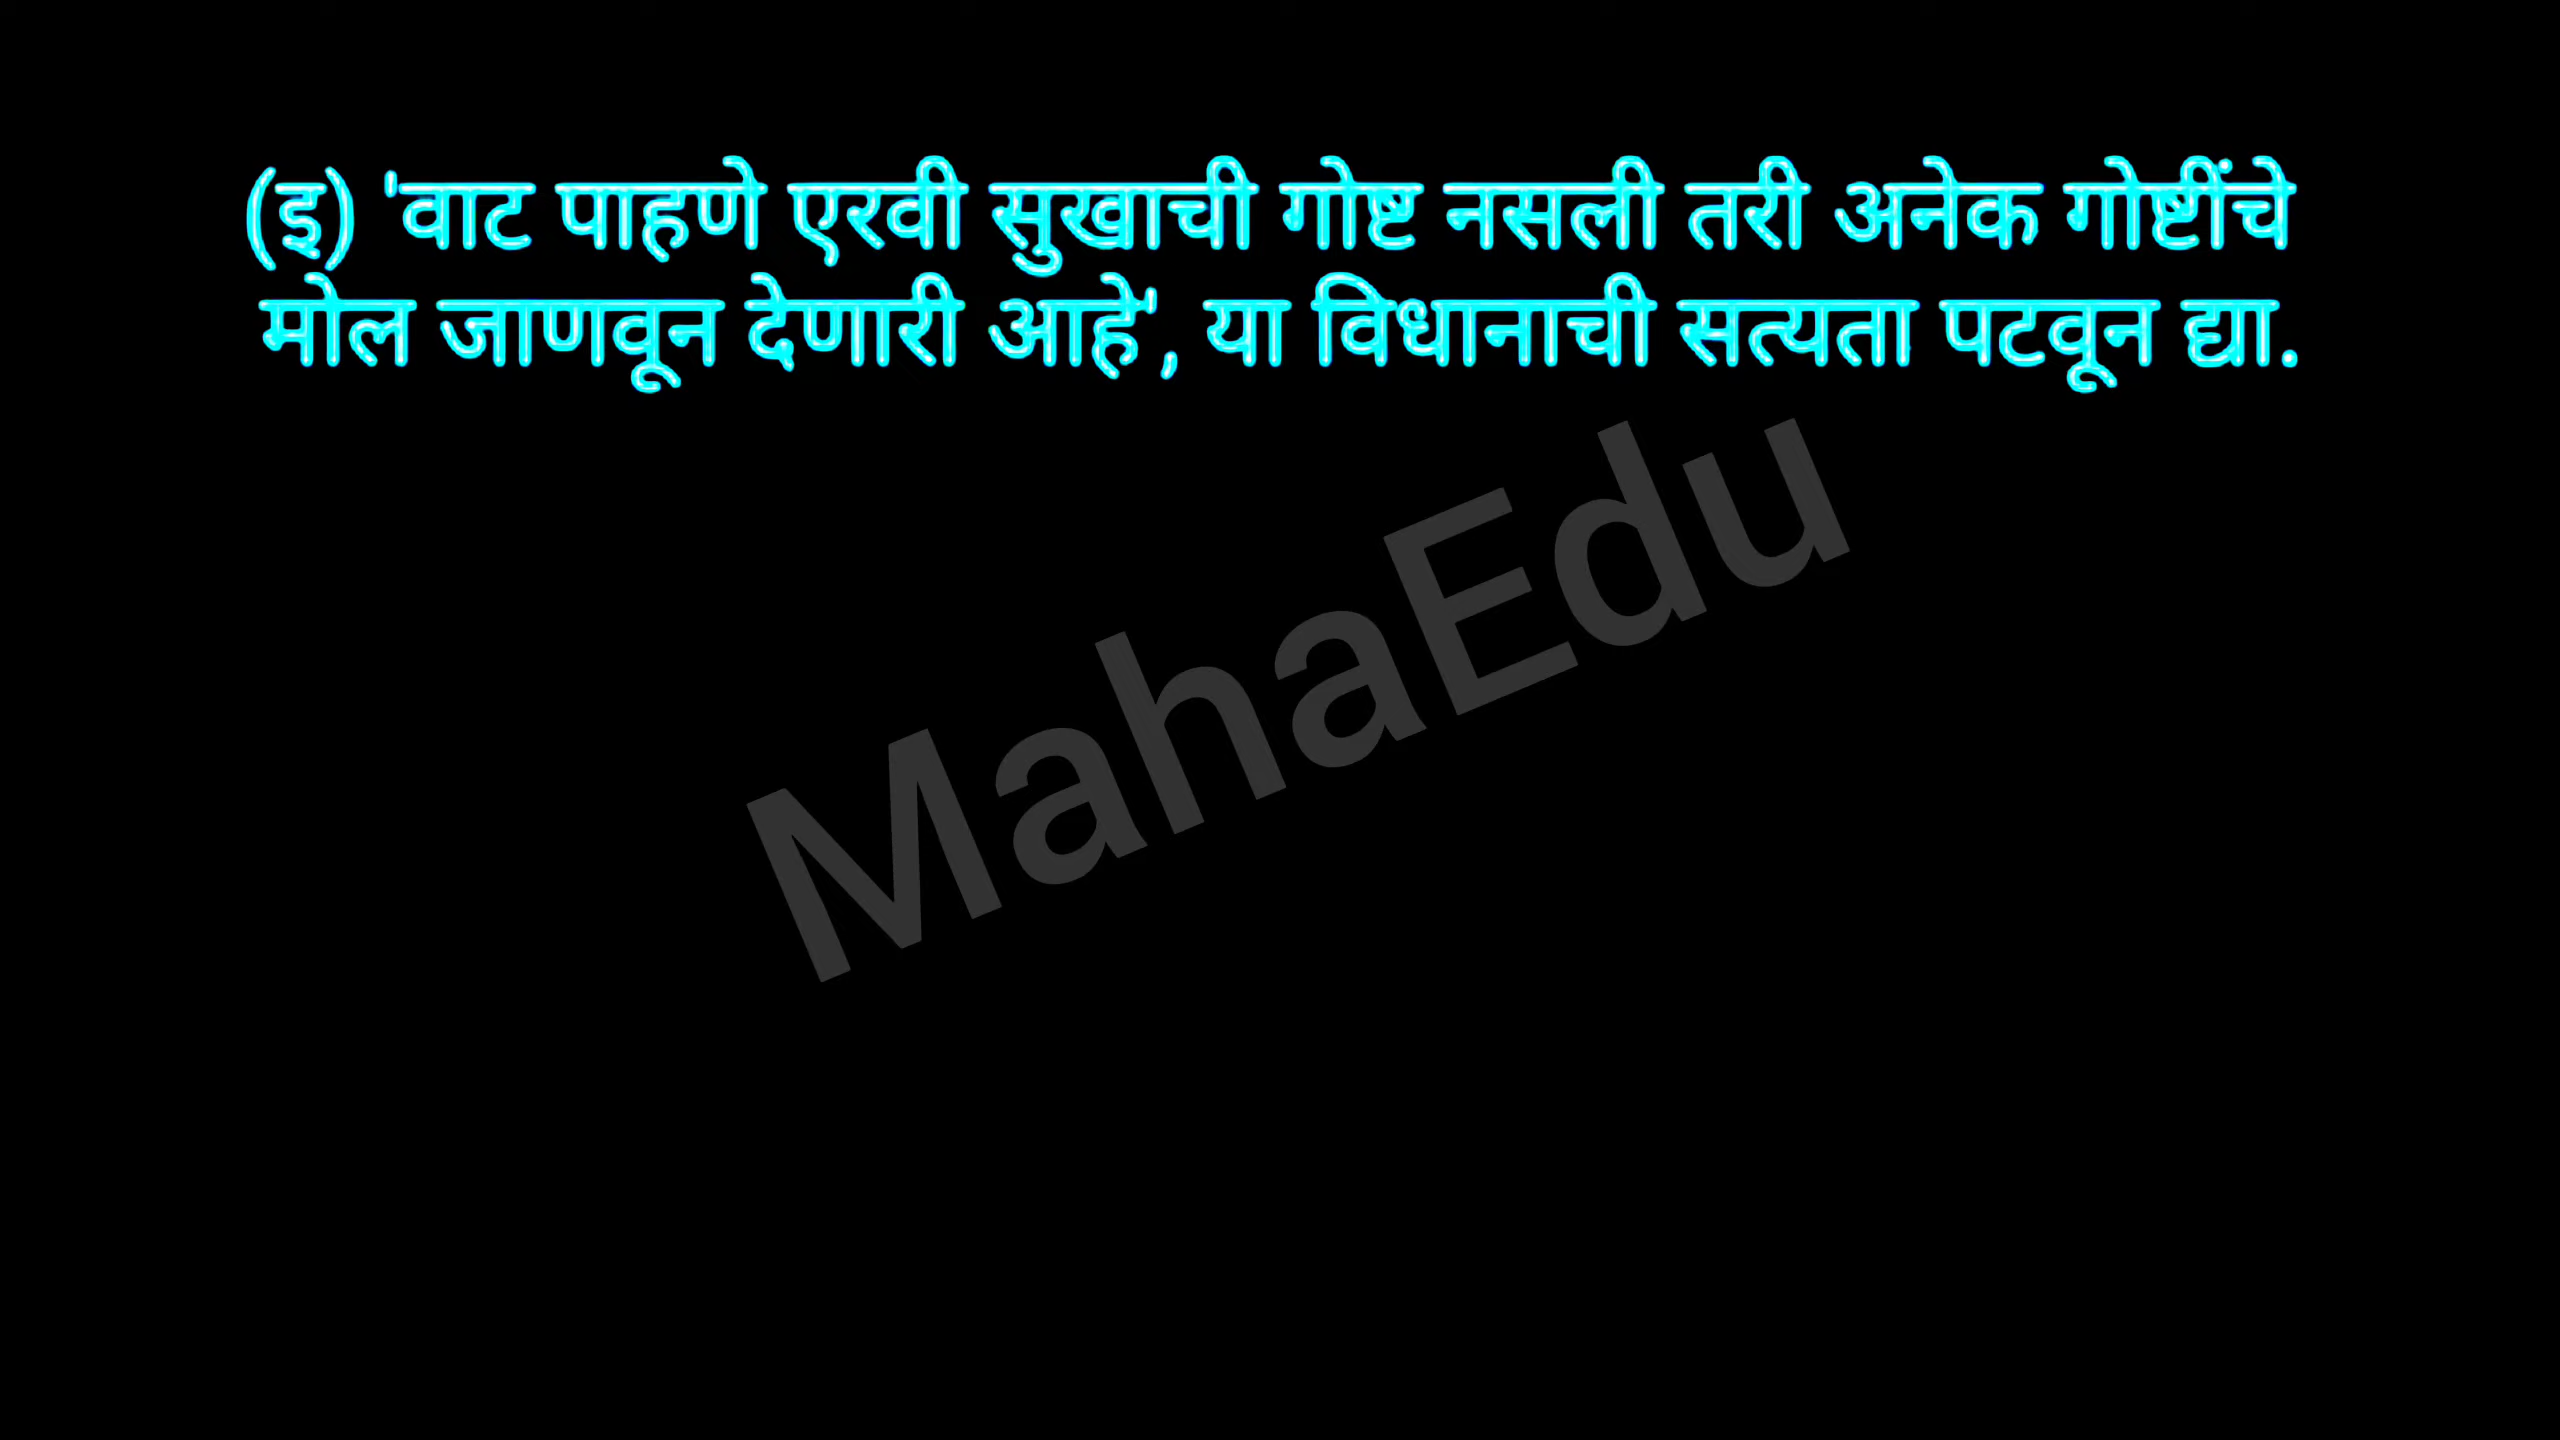 (इ) 'वाट पाहणे एरवी सुखाची गोष्ट नसली तरी अनेक गोष्टींचे
मोल जाणवून देणारी आहे', या विधानाची सत्यता पटवून द्या.
MahaEdu